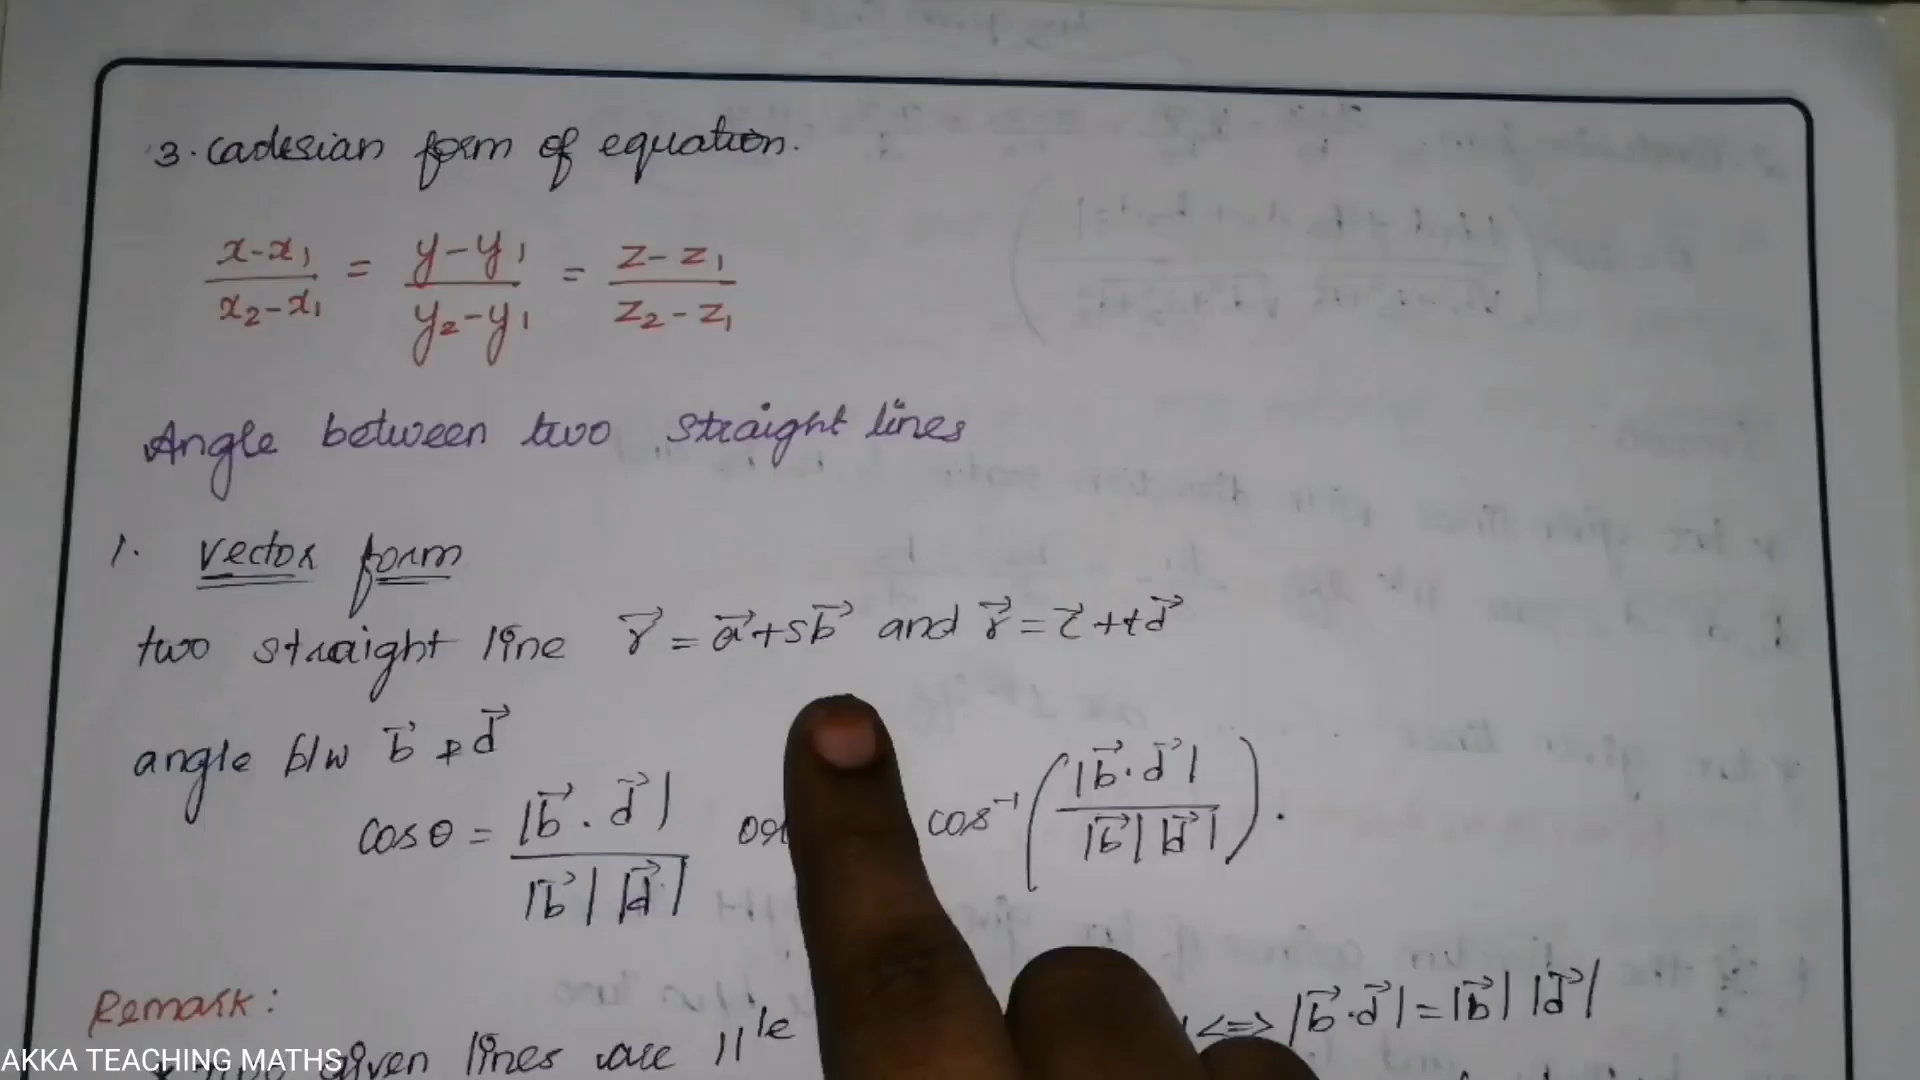 3. Cadesian form of equation.
x-x1/x2-x1 = y-y1/y2-y1 = z-z1/z2-z1
Angle between two straight lines
1. vector form
two straight line r⃗ = a⃗+sb⃗ and r⃗ = c⃗+td⃗
angle b/w b⃗ & d⃗
cosθ = |b⃗ . d⃗|/|b⃗| |d⃗| or cos⁻¹(|b⃗.d⃗|/|b⃗| |d⃗|).
Remark:
given lines are ||le <=> |b⃗.d⃗| = |b⃗| |d⃗|
AKKA TEACHING MATHS